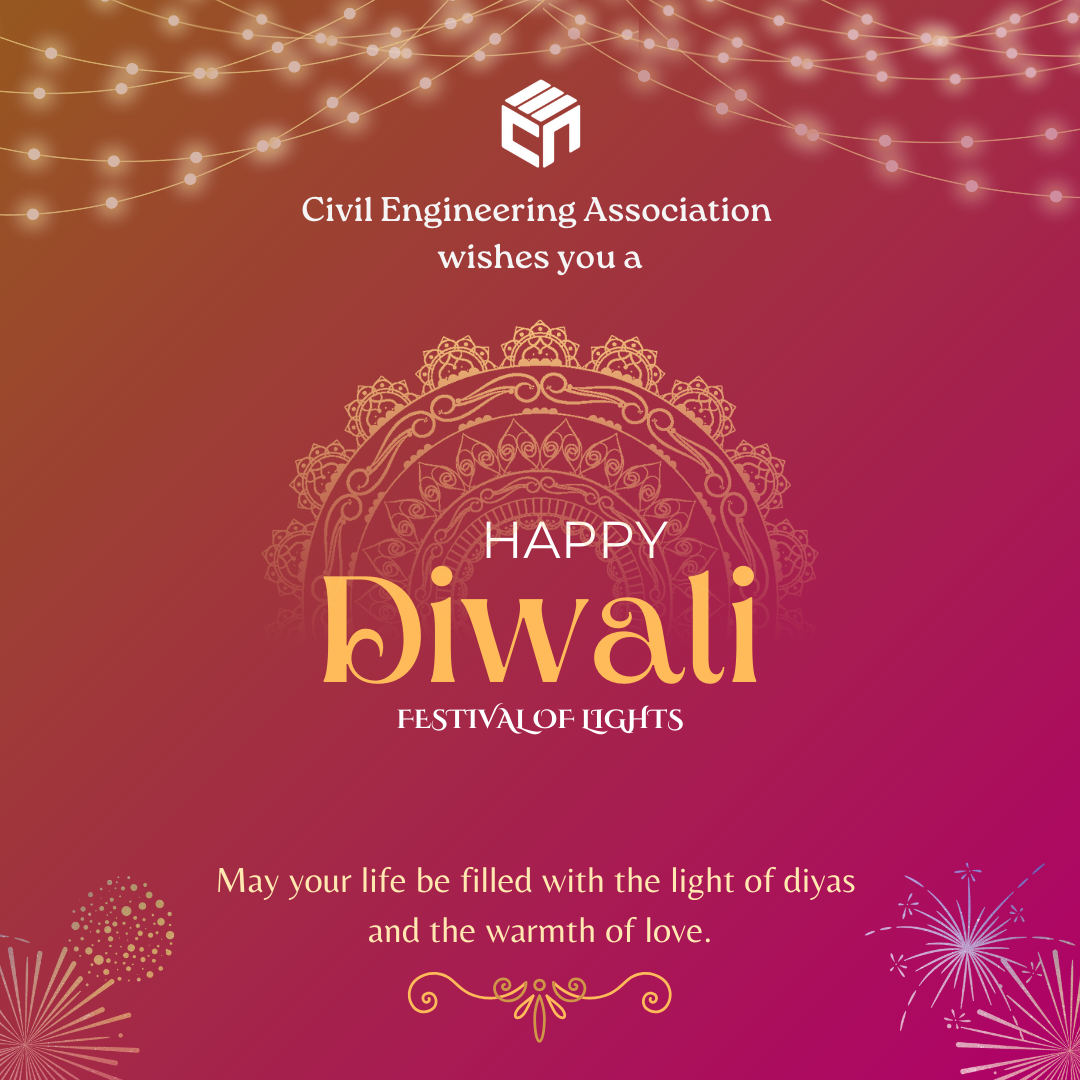 Civil Engineering Association
wishes you a
HAPPY
Diwali
FESTIVAL OF LIGHTS
May your life be filled with the light of diyas
and the warmth of love.